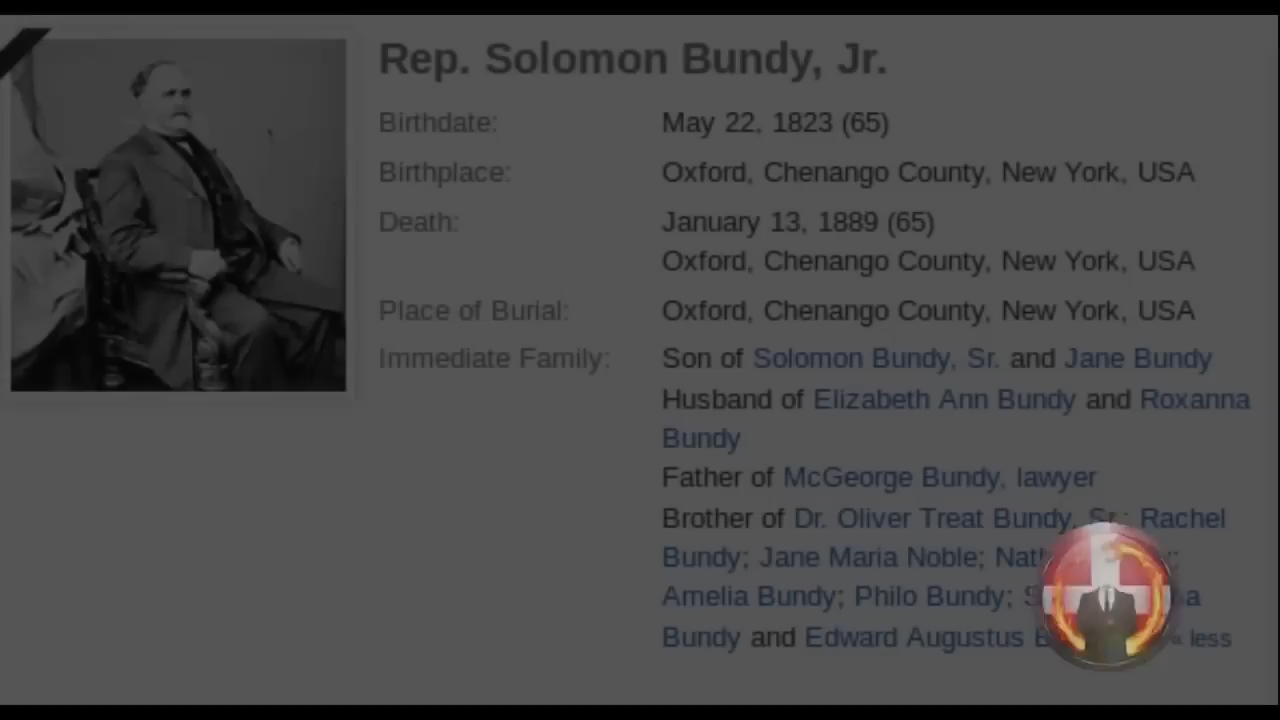 Rep. Solomon Bundy, Jr.
Birthdate: May 22, 1823 (65)
Birthplace: Oxford, Chenango County, New York, USA
Death: January 13, 1889 (65)
Oxford, Chenango County, New York, USA
Place of Burial: Oxford, Chenango County, New York, USA
Immediate Family: Son of Solomon Bundy, Sr. and Jane Bundy
Husband of Elizabeth Ann Bundy and Roxanna
Bundy
Father of McGeorge Bundy, lawyer
Brother of Dr. Oliver Treat Bundy, Sr.; Rachel
Bundy; Jane Maria Noble;
Amelia Bundy; Philo Bundy;
Bundy and Edward Augustus « less